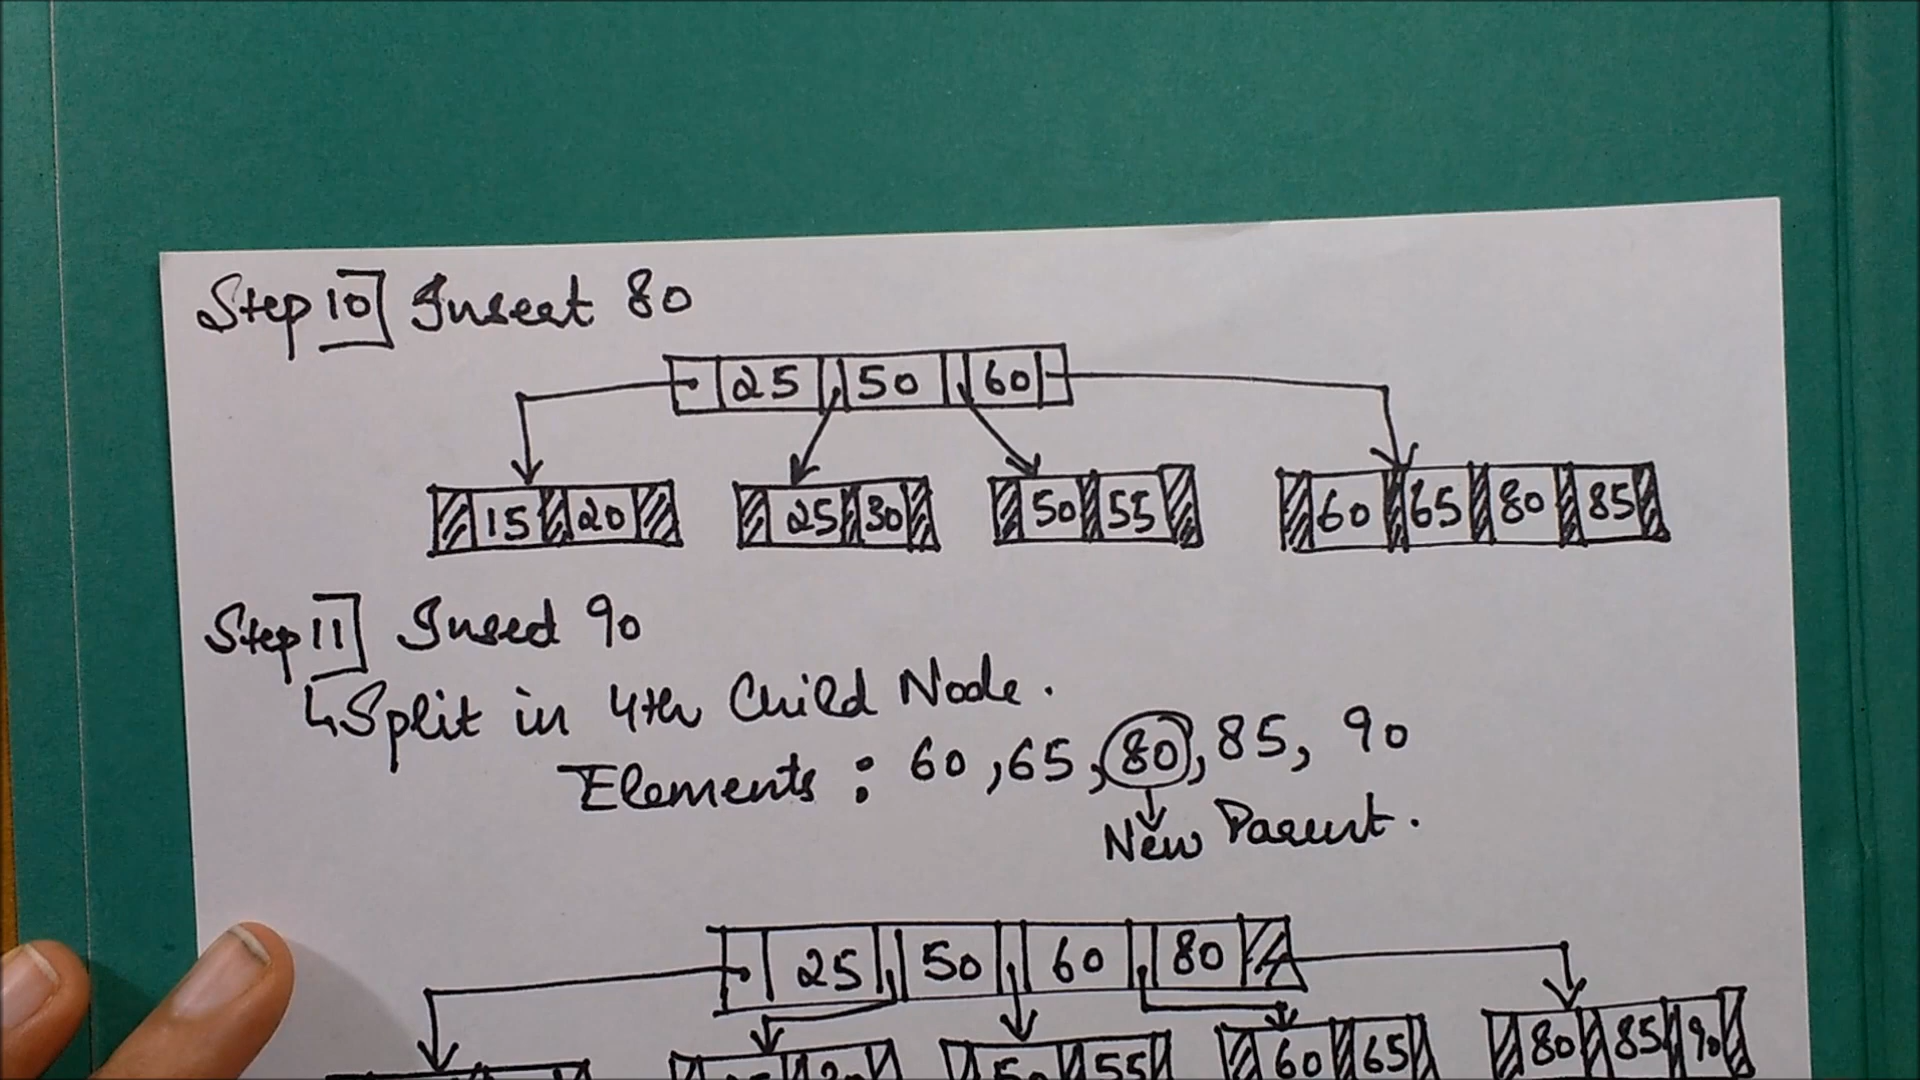 Step 10] Insert 80
25 50 60
15 20 25 30 50 55 60 65 80 85
Step 11] Insert 90
↳Split in 4th Child Node.
Elements : 60, 65, 80, 85, 90
New Parent.
25 50 60 80
55 60 65 80 85 90